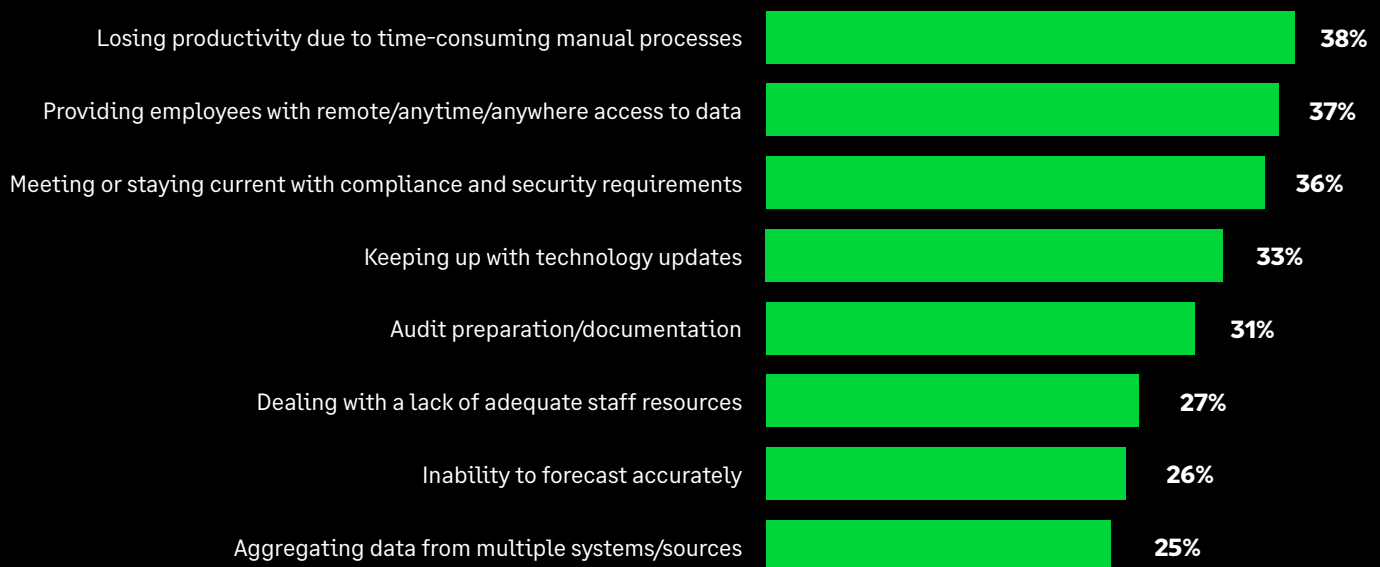 Losing productivity due to time-consuming manual processes 38%
Providing employees with remote/anytime/anywhere access to data 37%
Meeting or staying current with compliance and security requirements 36%
Keeping up with technology updates 33%
Audit preparation/documentation 31%
Dealing with a lack of adequate staff resources 27%
Inability to forecast accurately 26%
Aggregating data from multiple systems/sources 25%